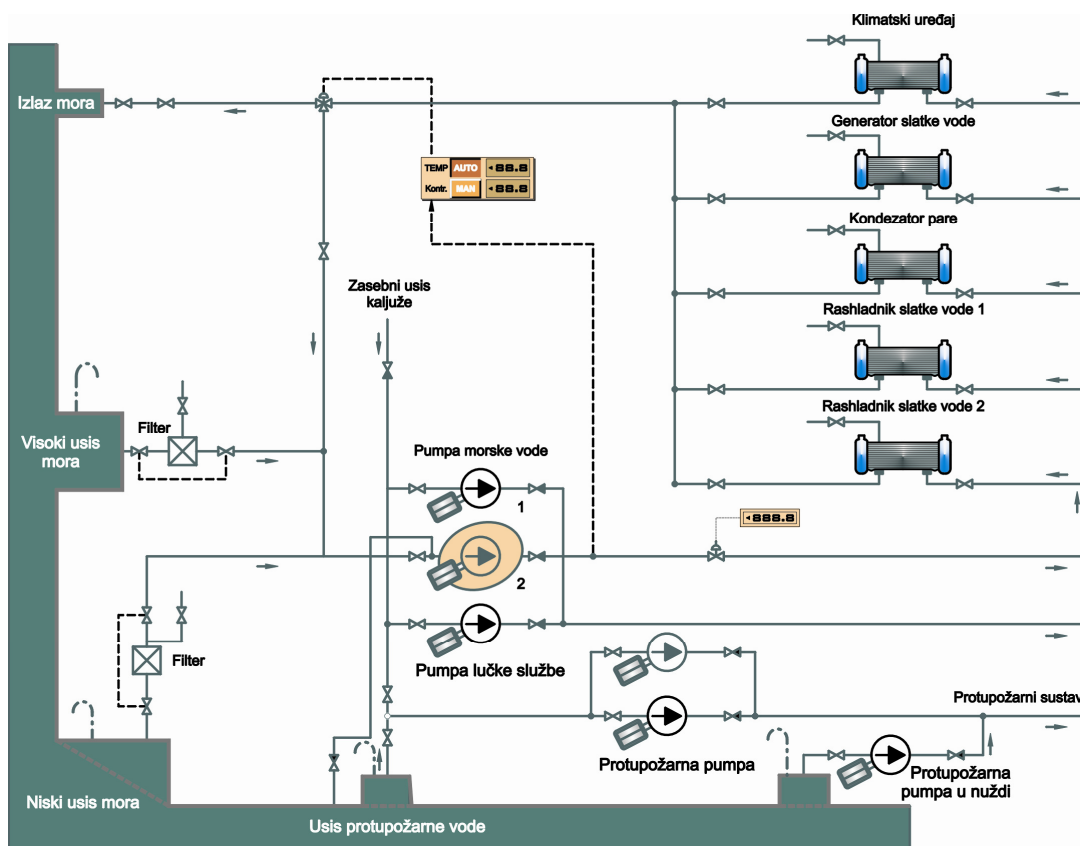 Klimatski uređaj
Izlaz mora
Generator slatke vode
TEMP AUTO 88.8
Kontr. MAN 88.8
Kondezator pare
Zasebni usis
kaljuže
Rashladnik slatke vode 1
Rashladnik slatke vode 2
Filter
Visoki usis
mora
Pumpa morske vode
1
888.8
2
Filter
Pumpa lučke službe
Protupožarni sustav
Protupožarna pumpa
Protupožarna
pumpa u nuždi
Niski usis mora
Usis protupožarne vode